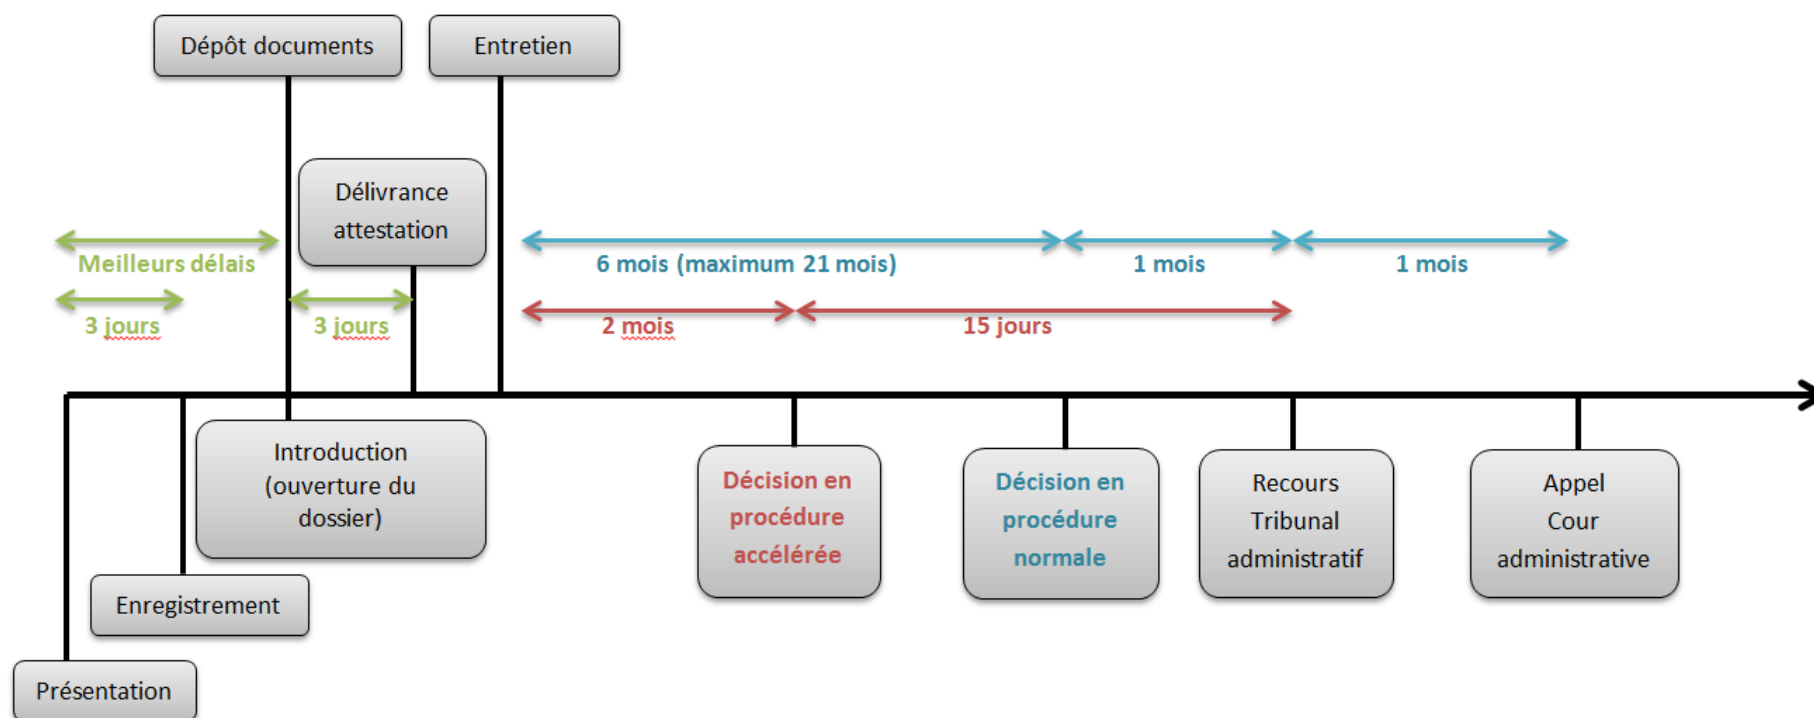 Dépôt documents
Entretien
Délivrance
attestation
Meilleurs délais
6 mois (maximum 21 mois)
1 mois
1 mois
3 jours
3 jours
2 mois
15 jours
Introduction
(ouverture du
dossier)
Décision en
procédure
accélérée
Décision en
procédure
normale
Recours
Tribunal
administratif
Appel
Cour
administrative
Enregistrement
Présentation